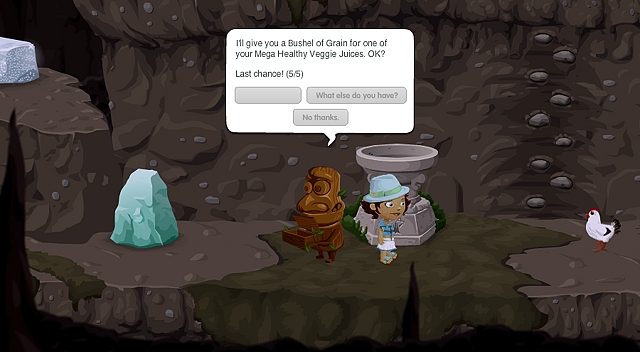 I'll give you a Bushel of Grain for one of
your Mega Healthy Veggie Juices. OK?
Last chance! (5/5)
What else do you have?
No thanks.